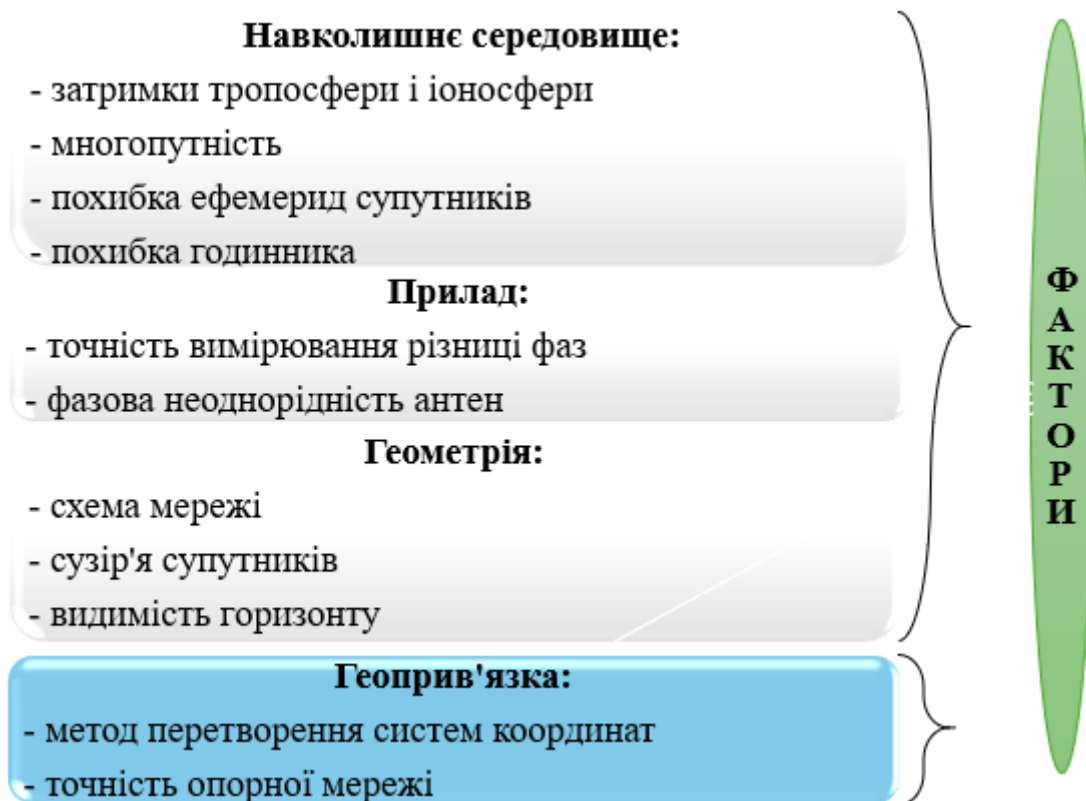 Навколишнє середовище:
- затримки тропосфери і іоносфери
- многопутність
- похибка ефемерид супутників
- похибка годинника
Прилад:
- точність вимірювання різниці фаз
- фазова неоднорідність антен
Геометрія:
- схема мережі
- сузір'я супутників
- видимість горизонту
Геоприв'язка:
- метод перетворення систем координат
- точність опорної мережі
ФАКТОРИ